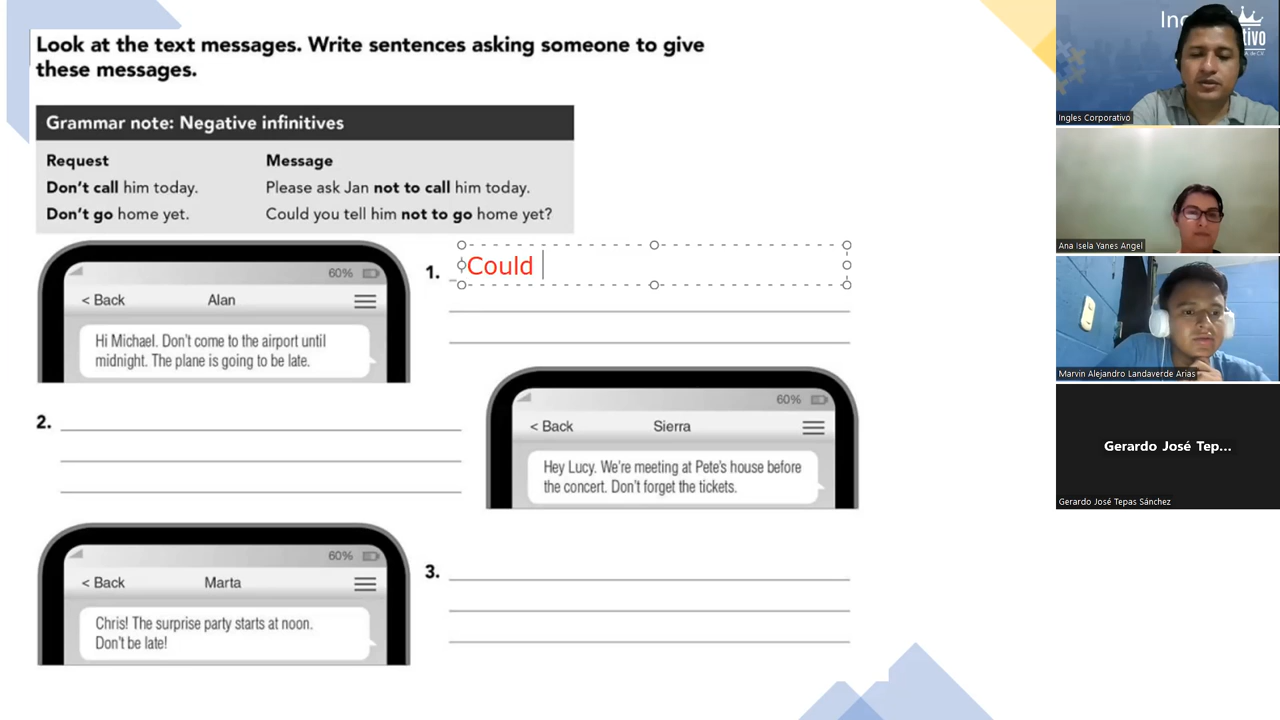 Look at the text messages. Write sentences asking someone to give
these messages.
Grammar note: Negative infinitives
Request Message
Don't call him today. Please ask Jan not to call him today.
Don't go home yet. Could you tell him not to go home yet?
60%
< Back Alan
Hi Michael. Don't come to the airport until
midnight. The plane is going to be late.
1. Could
2.
60%
< Back Sierra
Hey Lucy. We're meeting at Pete's house before
the concert. Don't forget the tickets.
60%
< Back Marta
Chris! The surprise party starts at noon.
Don't be late!
3.
Ingles Corporativo
Ana Isela Yanes Angel
Marvin Alejandro Landaverde Arias
Gerardo José Tep...
Gerardo José Tepas Sánchez